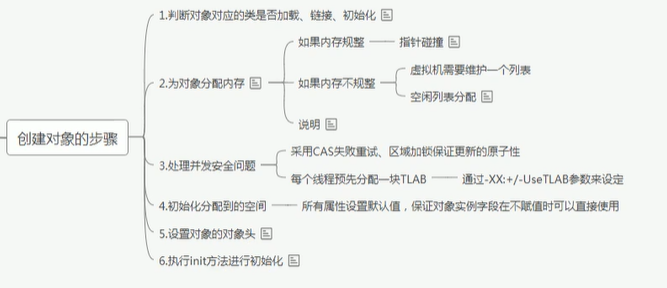 创建对象的步骤
1.判断对象对应的类是否加载、链接、初始化
2.为对象分配内存
如果内存规整
指针碰撞
如果内存不规整
虚拟机需要维护一个列表
空闲列表分配
说明
3.处理并发安全问题
采用CAS失败重试、区域加锁保证更新的原子性
每个线程预先分配一块TLAB
通过-XX:+/-UseTLAB参数来设定
4.初始化分配到的空间
所有属性设置默认值，保证对象实例字段在不赋值时可以直接使用
5.设置对象的对象头
6.执行init方法进行初始化